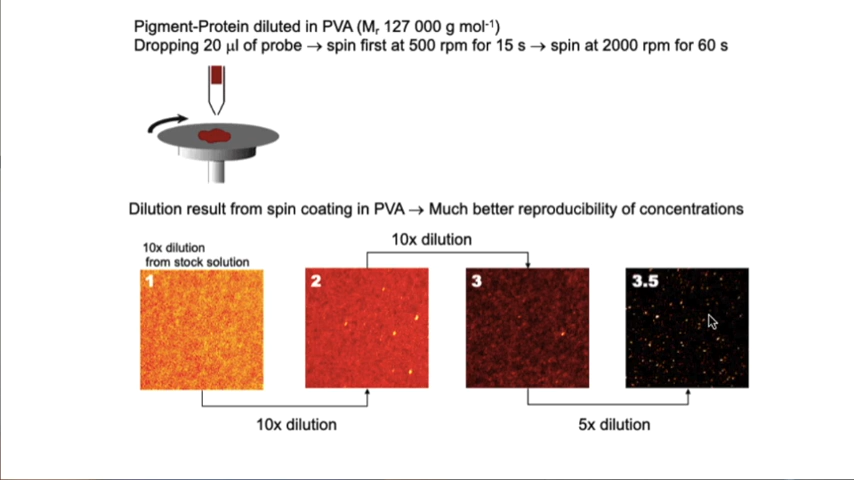 Pigment-Protein diluted in PVA (Mr 127 000 g mol-1)
Dropping 20 µl of probe → spin first at 500 rpm for 15 s → spin at 2000 rpm for 60 s
Dilution result from spin coating in PVA → Much better reproducibility of concentrations
10x dilution
10x dilution
from stock solution
1
2
3
3.5
10x dilution
5x dilution